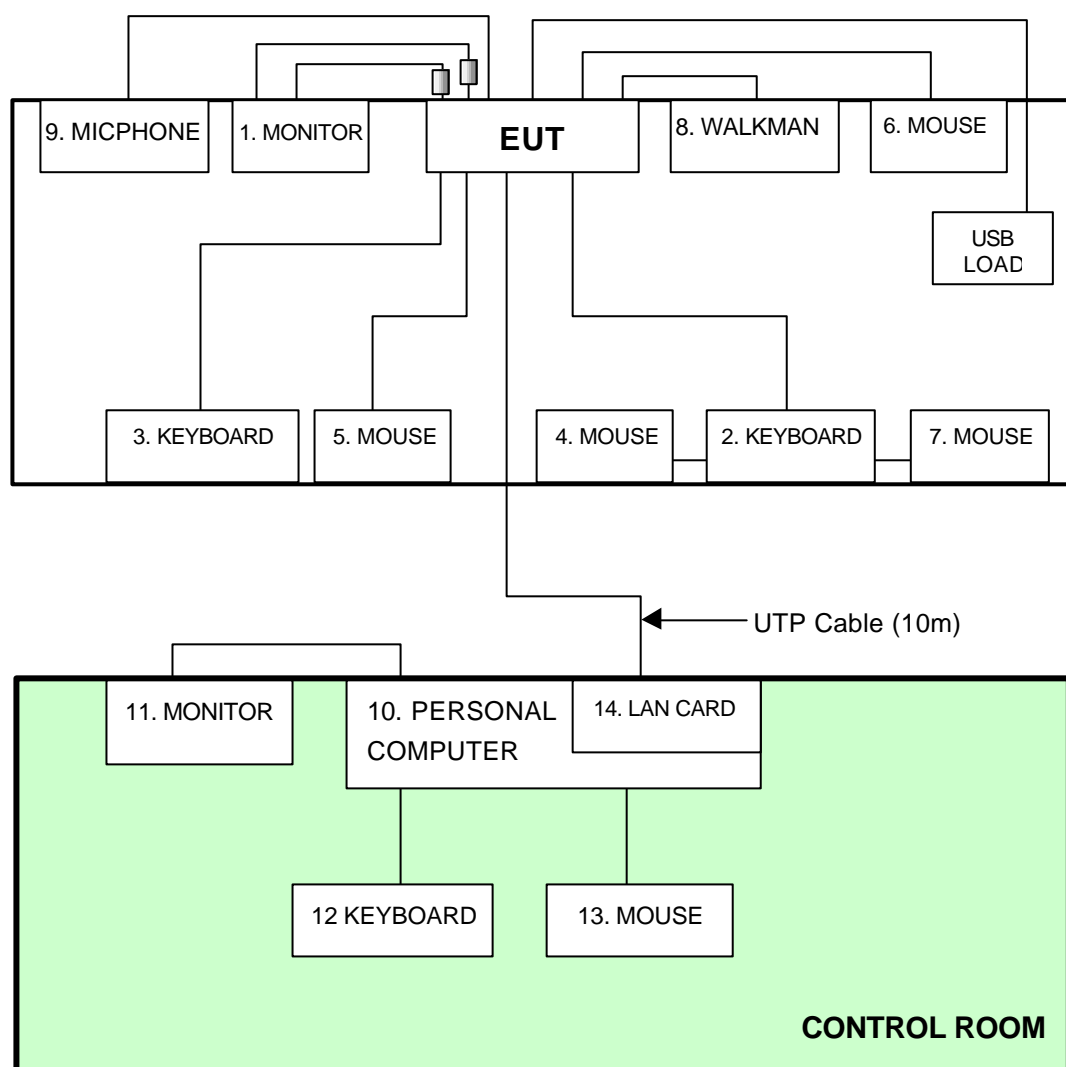 9. MICPHONE
1. MONITOR
EUT
8. WALKMAN
6. MOUSE
USB
LOAD
3. KEYBOARD
5. MOUSE
4. MOUSE
2. KEYBOARD
7. MOUSE
UTP Cable (10m)
11. MONITOR
10. PERSONAL
COMPUTER
14. LAN CARD
12 KEYBOARD
13. MOUSE
CONTROL ROOM